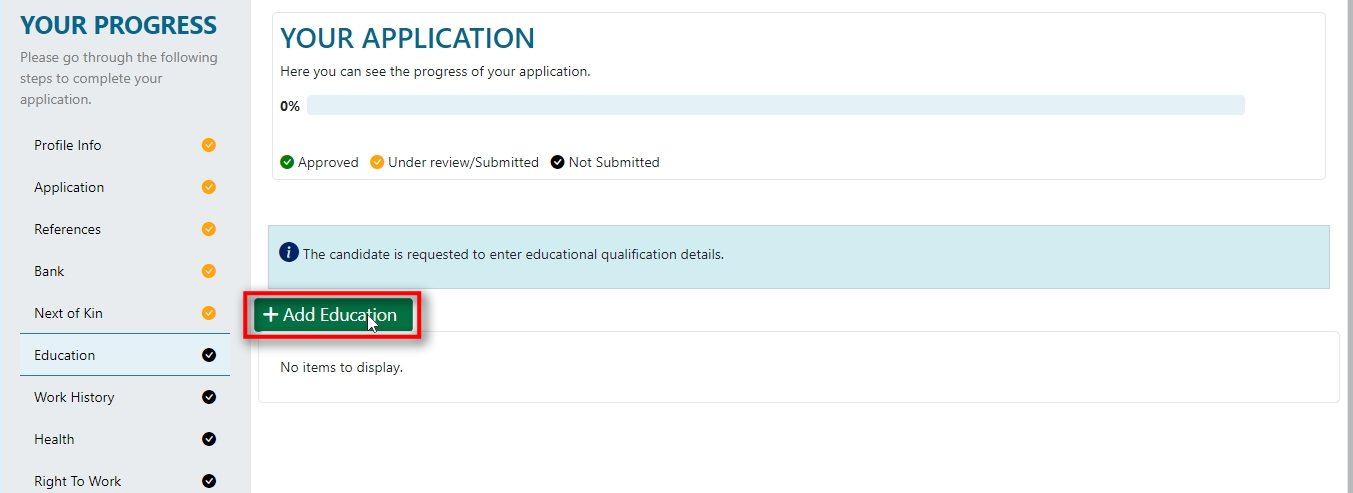 YOUR PROGRESS
Please go through the following
steps to complete your
application.
Profile Info
Application
References
Bank
Next of Kin
Education
Work History
Health
Right To Work
YOUR APPLICATION
Here you can see the progress of your application.
0%
Approved Under review/Submitted Not Submitted
The candidate is requested to enter educational qualification details.
+ Add Education
No items to display.